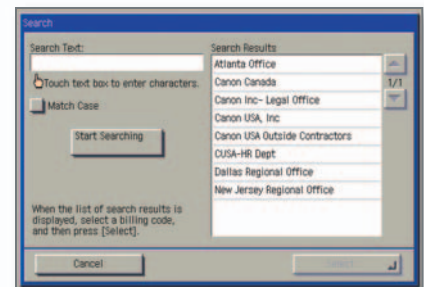 Search
Search Text:
Touch text box to enter characters.
Match Case
Start Searching
When the list of search results is
displayed, select a billing code,
and then press [Select].
Search Results
Atlanta Office
Canon Canada
Canon Inc- Legal Office
Canon USA, Inc
Canon USA Outside Contractors
CUSA-HR Dept
Dallas Regional Office
New Jersey Regional Office
1/1
Cancel
Select